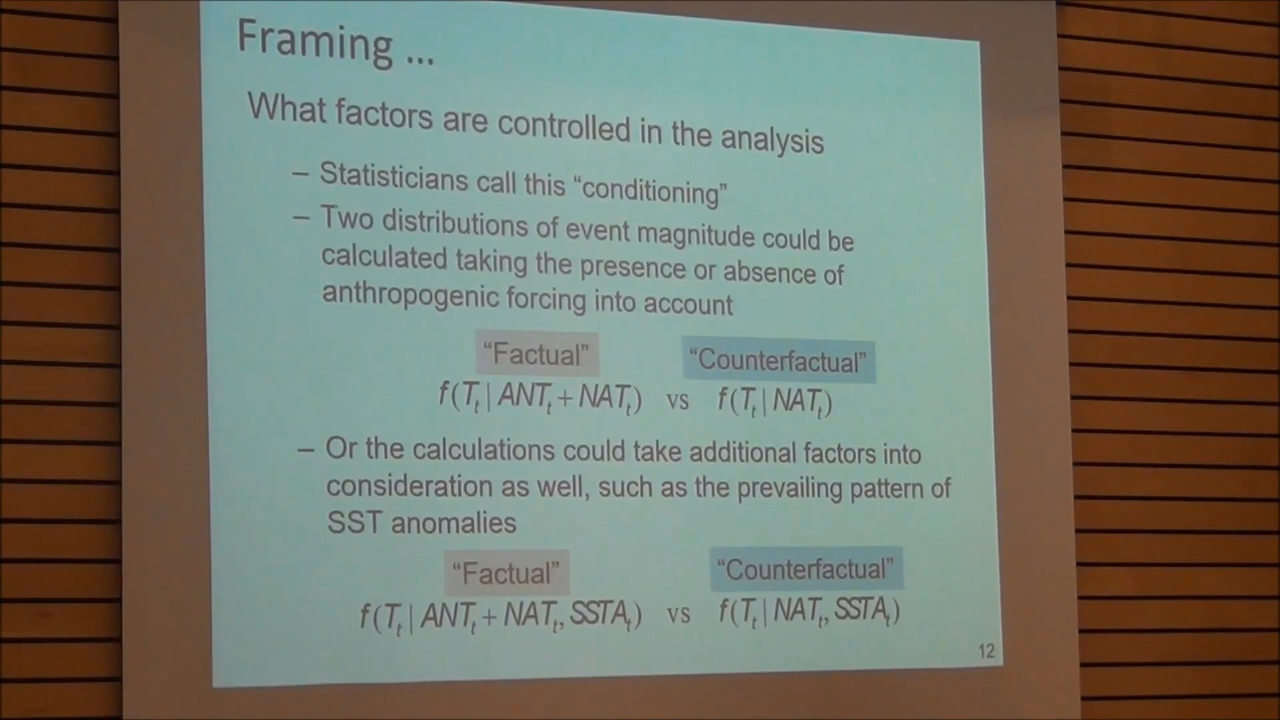 Framing ...
What factors are controlled in the analysis
– Statisticians call this “conditioning”
– Two distributions of event magnitude could be
calculated taking the presence or absence of
anthropogenic forcing into account
“Factual” “Counterfactual”
f(Tₜ | ANTₜ + NATₜ) vs f(Tₜ | NATₜ)
– Or the calculations could take additional factors into
consideration as well, such as the prevailing pattern of
SST anomalies
“Factual” “Counterfactual”
f(Tₜ | ANTₜ + NATₜ, SSTAₜ) vs f(Tₜ | NATₜ, SSTAₜ)
12